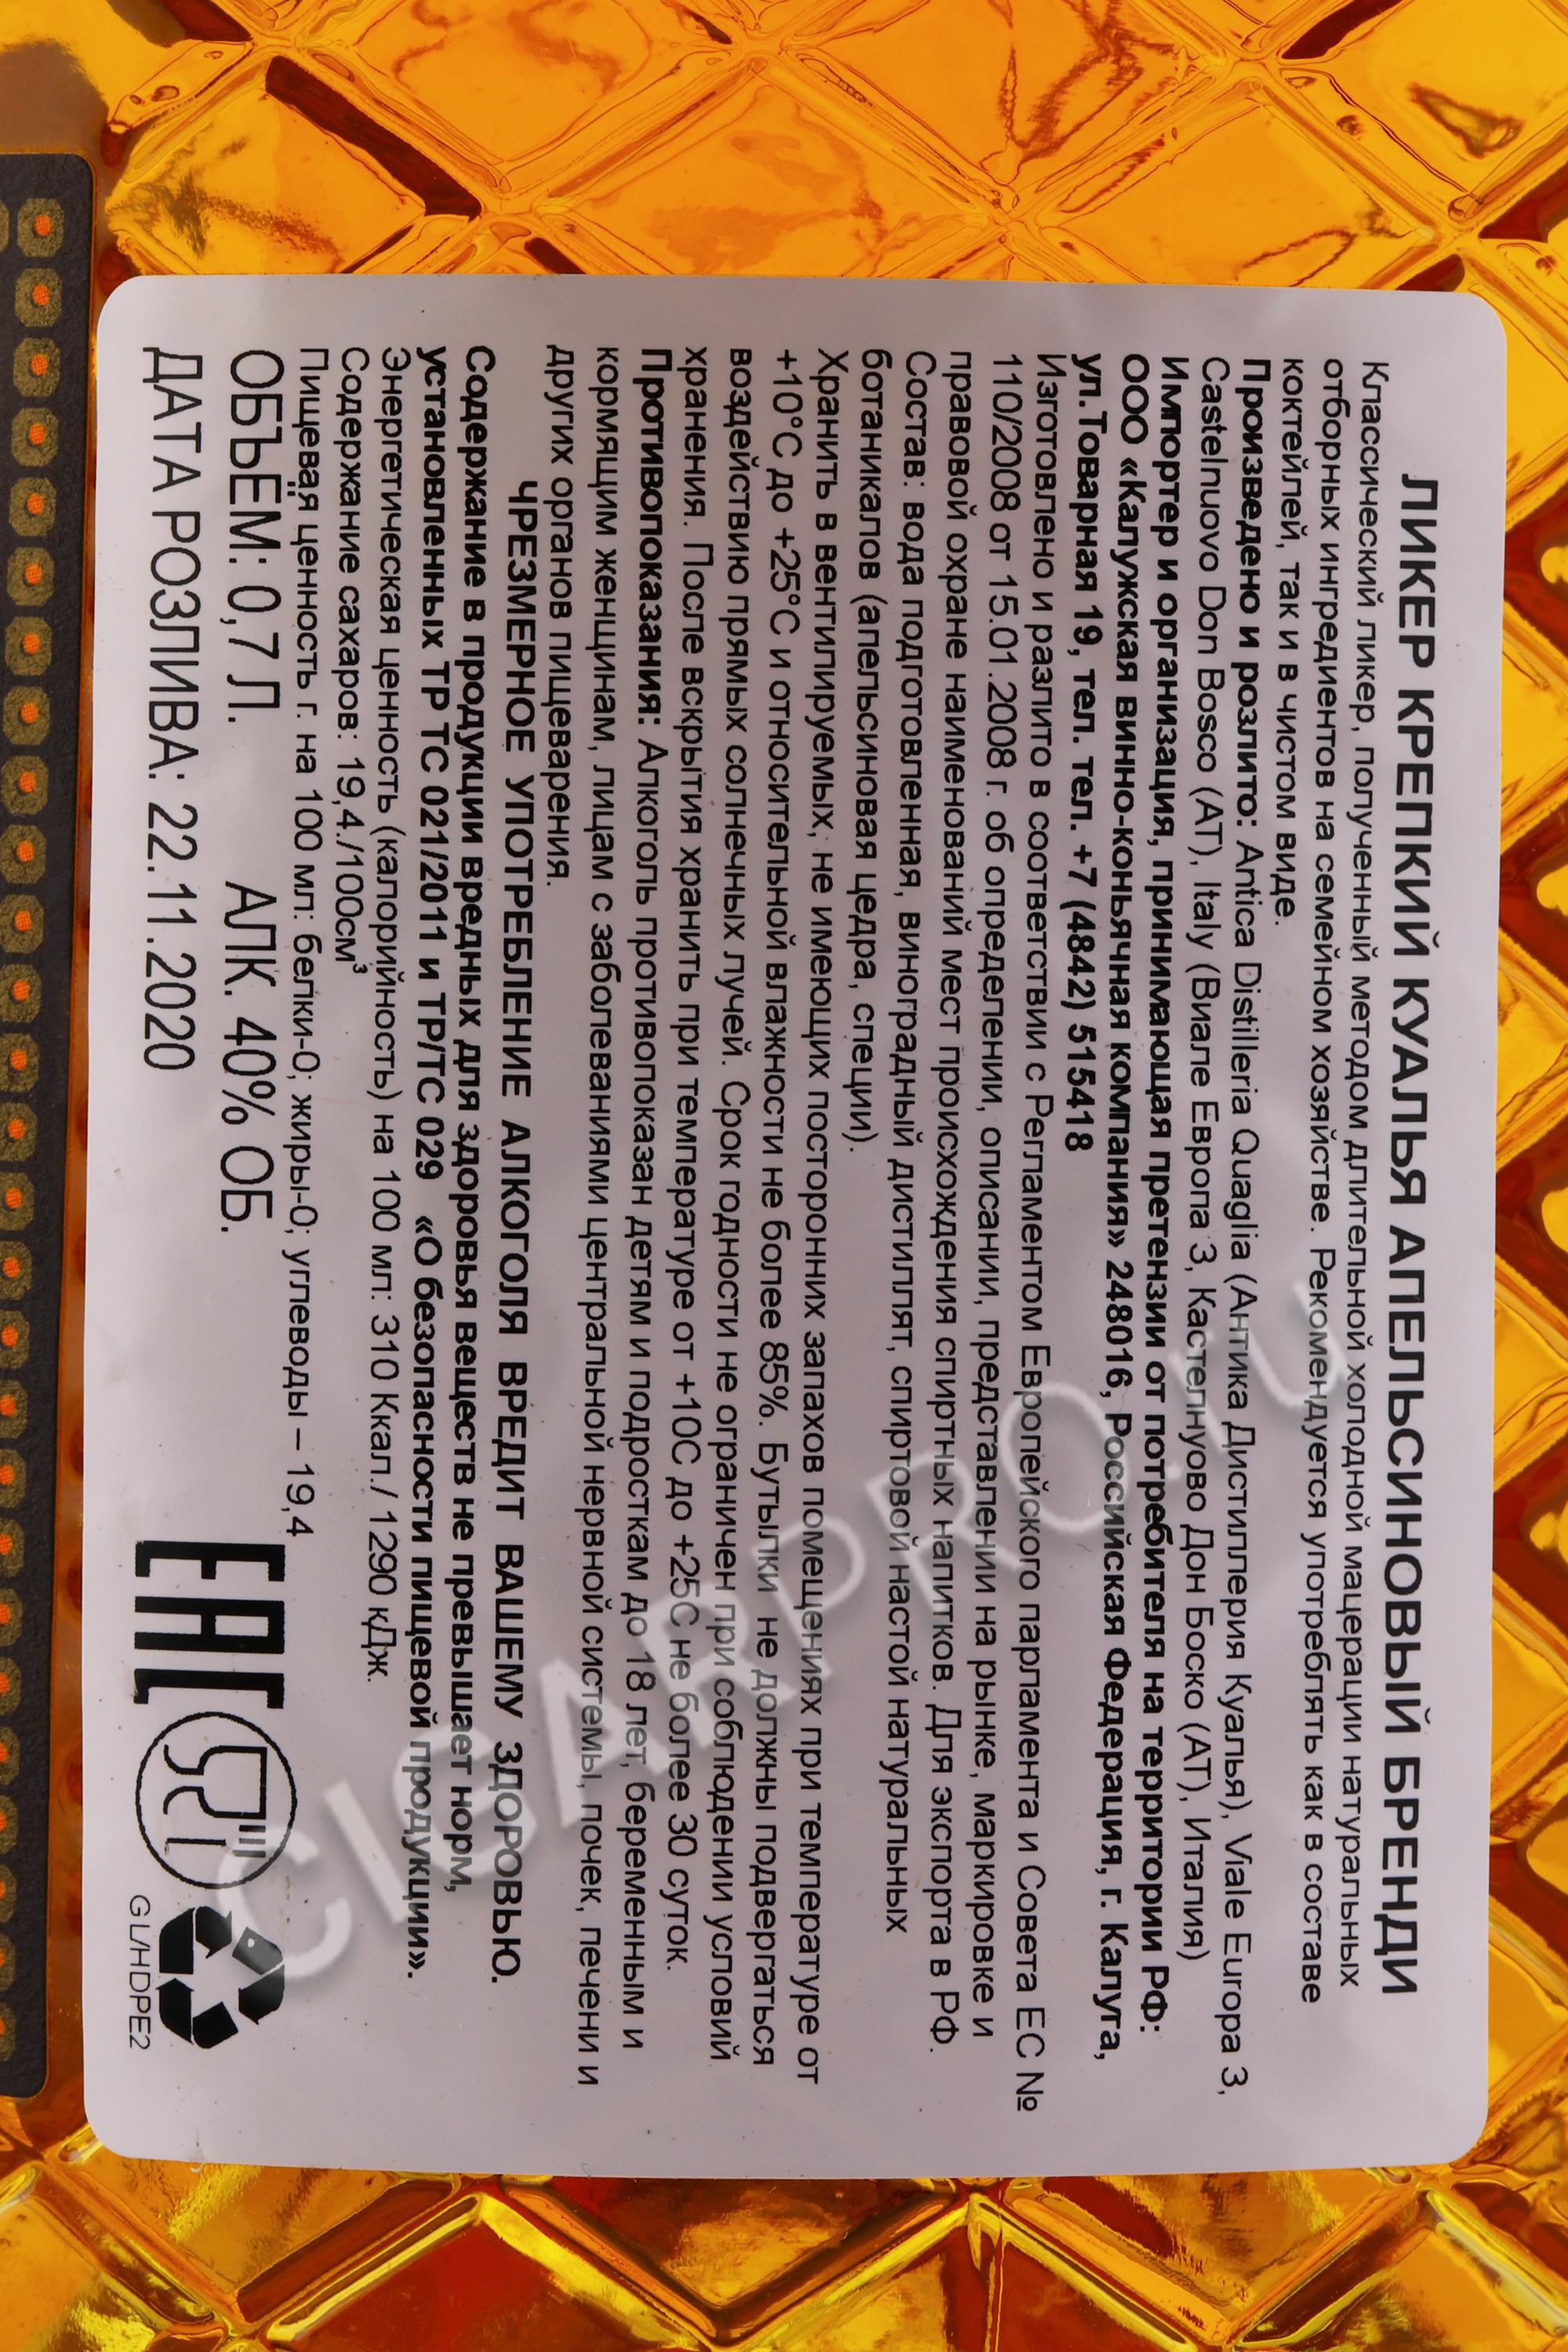 ЛИКЕР КРЕПКИЙ КУАЛЬЯ АПЕЛЬСИНОВЫЙ БРЕНДИ
Классический ликер, полученный методом длительной холодной мацерации натуральных
отборных ингредиентов на семейном хозяйстве. Рекомендуется употреблять как в составе
коктейлей, так и в чистом виде.
Произведено и розлито: Antica Distilleria Quaglia (Антика Дистиллерия Куалья), Viale Europa 3,
Castelnuovo Don Bosco (AT), Italy (Виале Европа 3, Кастелнуово Дон Боско (АТ), Италия)
Импортер и организация, принимающая претензии от потребителя на территории РФ:
ООО «Калужская винно-коньячная компания» 248016, Российская Федерация, г. Калуга,
ул.Товарная 19, тел. тел. +7 (4842) 515418
Изготовлено и разлито в соответствии с Регламентом Европейского парламента и Совета ЕС №
110/2008 от 15.01.2008 г. об определении, описании, представлении на рынке, маркировке и
правовой охране наименований мест происхождения спиртных напитков. Для экспорта в РФ.
Состав: вода подготовленная, виноградный дистиллят, спиртовой настой натуральных
ботаникалов (апельсиновая цедра, специи).
Хранить в вентилируемых, не имеющих посторонних запахов помещениях при температуре от
+10°С до +25°С и относительной влажности не более 85%. Бутылки не должны подвергаться
воздействию прямых солнечных лучей. Срок годности не ограничен при соблюдении условий
хранения. После вскрытия хранить при температуре от +10С до +25С не более 30 суток.
Противопоказания: Алкоголь противопоказан детям и подросткам до 18 лет, беременным и
кормящим женщинам, лицам с заболеваниями центральной нервной системы, почек, печени и
других органов пищеварения.
ЧРЕЗМЕРНОЕ УПОТРЕБЛЕНИЕ АЛКОГОЛЯ ВРЕДИТ ВАШЕМУ ЗДОРОВЬЮ.
Содержание в продукции вредных для здоровья веществ не превышает норм,
установленных ТР ТС 021/2011 и ТР/ТС 029 «О безопасности пищевой продукции».
Энергетическая ценность (калорийность) на 100 мл: 310 Ккал./ 1290 кДж.
Содержание сахаров: 19,4./100см³
Пищевая ценность г. на 100 мл: белки-0; жиры-0; углеводы – 19,4
ОБЪЁМ: 0,7 Л. АЛК. 40% ОБ.
ДАТА РОЗЛИВА: 22.11.2020
EAC
GL/HDPE2
CIGARPRO.ru